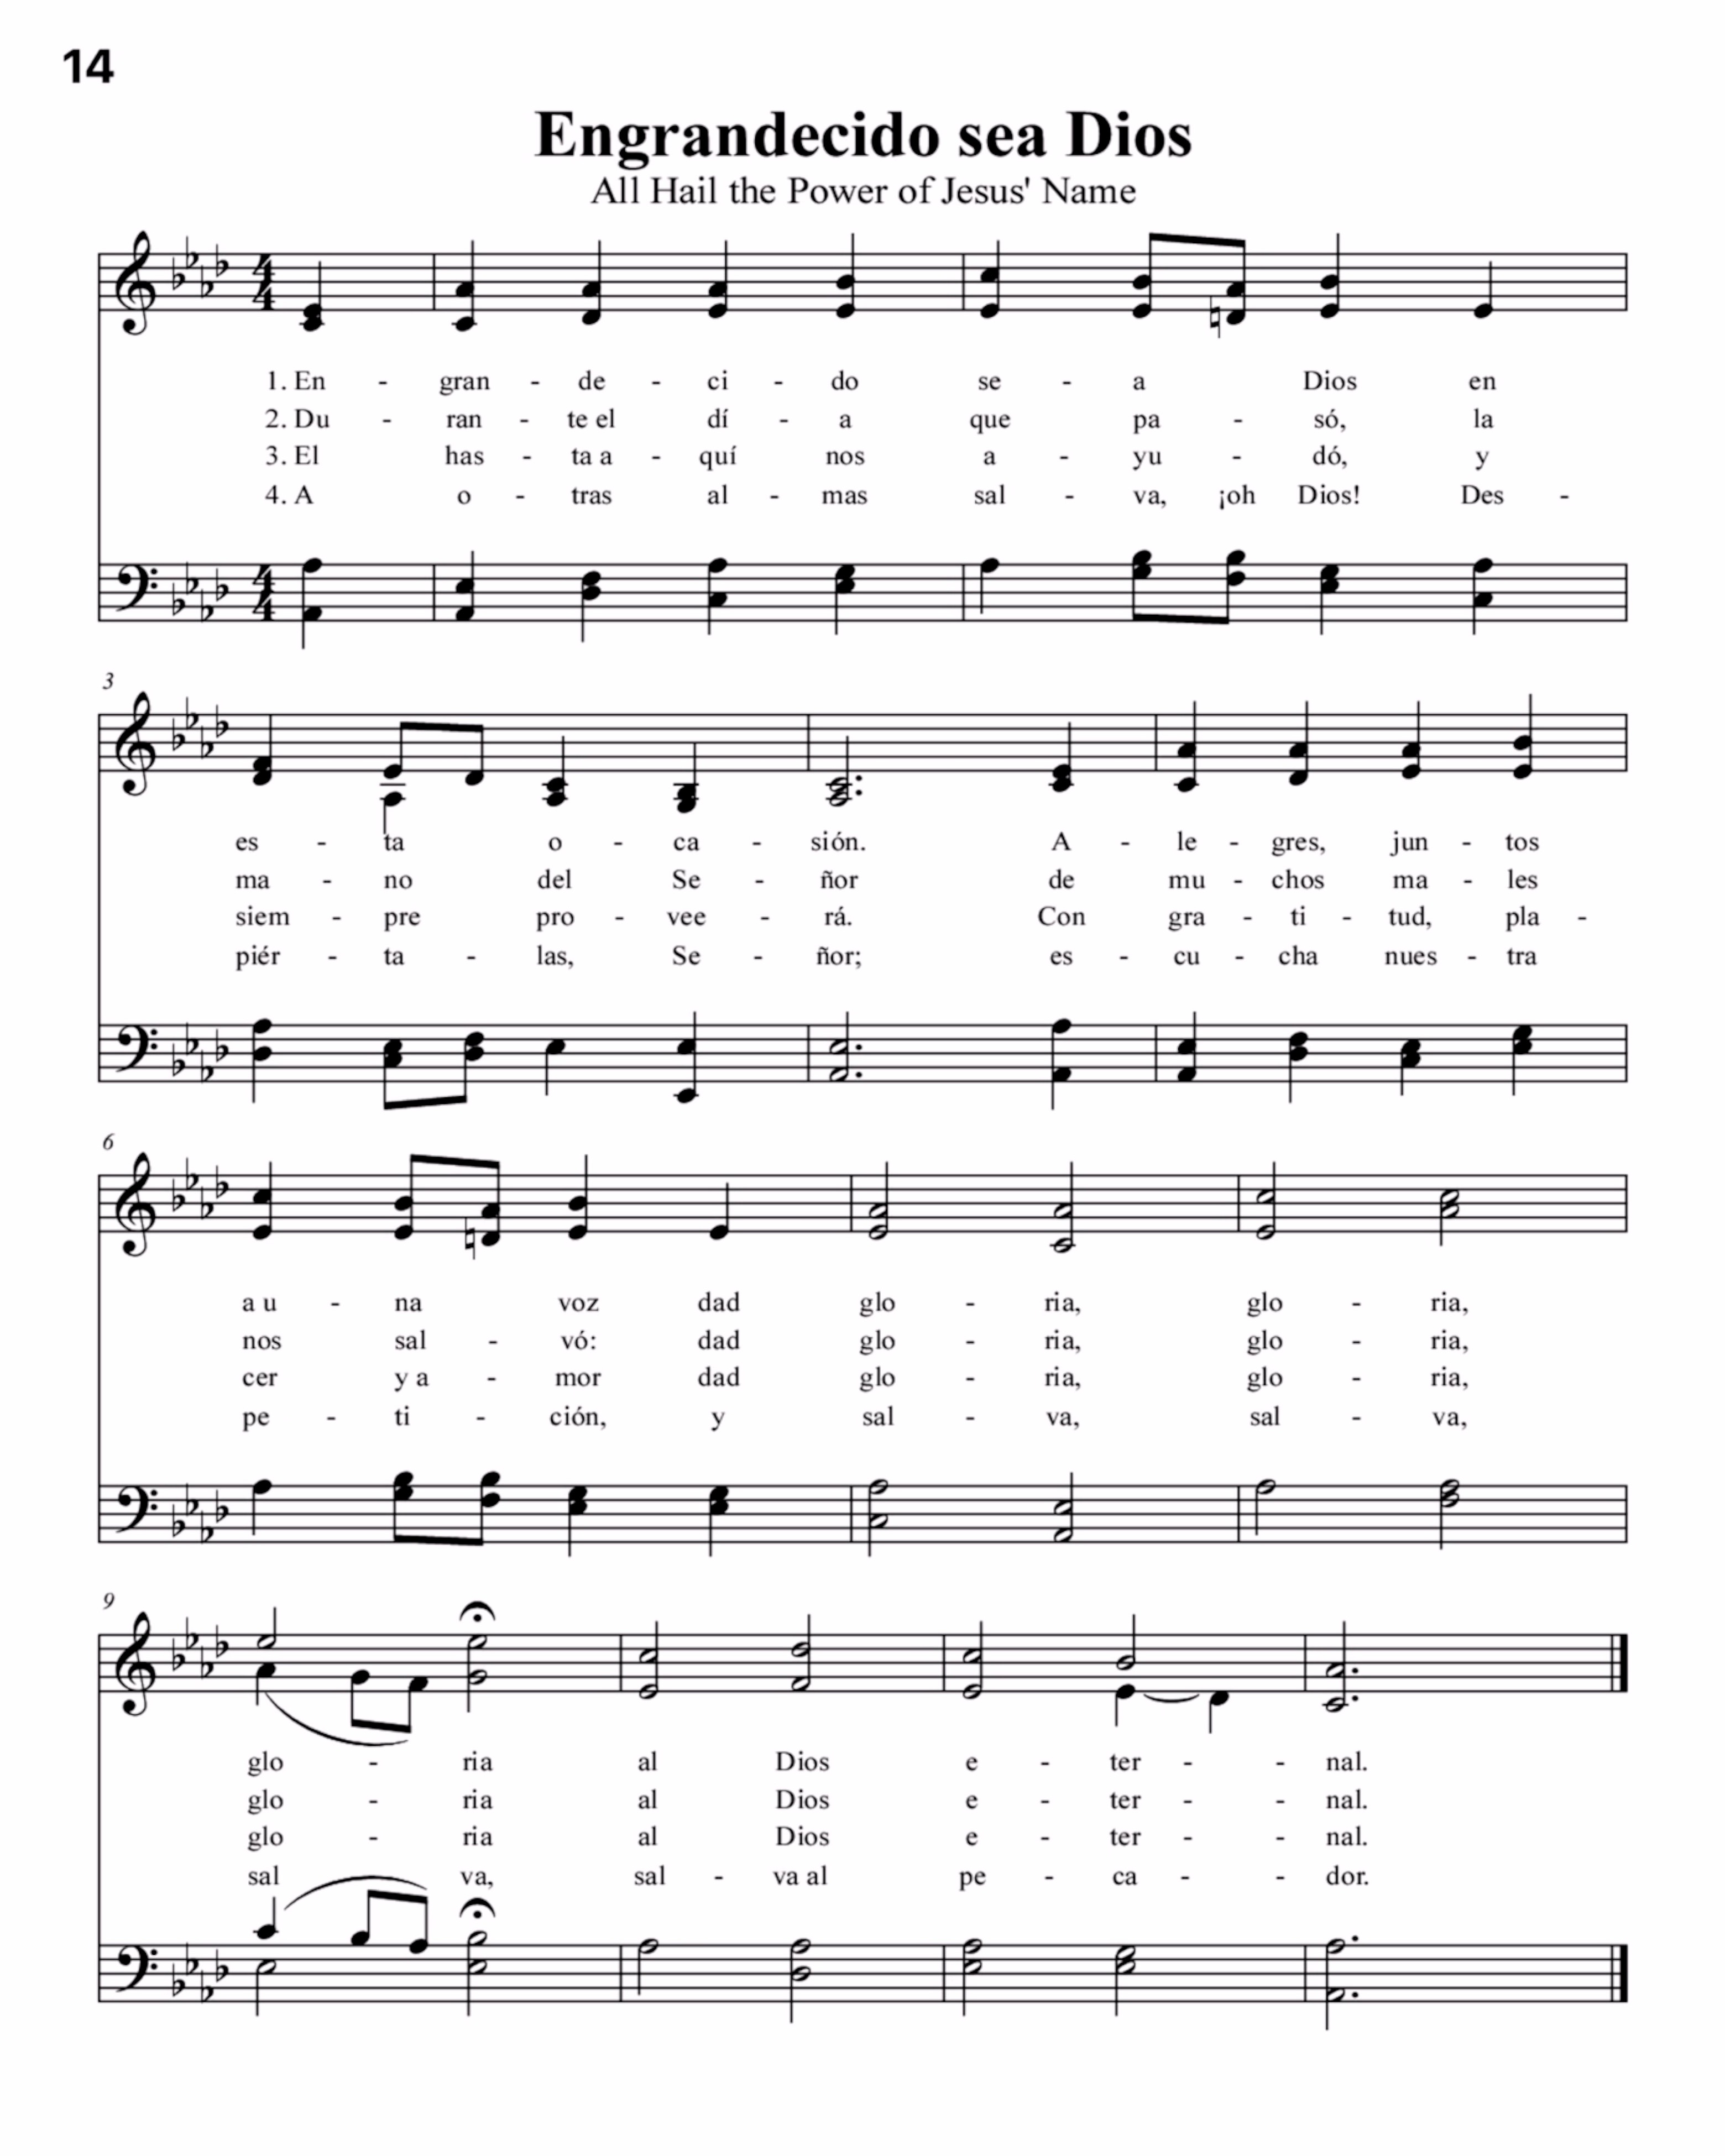 14
Engrandecido sea Dios
All Hail the Power of Jesus' Name
1. En - gran - de - ci - do se - a Dios en
2. Du - ran - te el dí - a que pa - só, la
3. El has - ta a - quí nos a - yu - dó, y
4. A o - tras al - mas sal - va, ¡oh Dios! Des -
3
es - ta o - ca - sión. A - le - gres, jun - tos
ma - no del Se - ñor de mu - chos ma - les
siem - pre pro - vee - rá. Con gra - ti - tud, pla -
piér - ta - las, Se - ñor; es - cu - cha nues - tra
6
a u - na voz dad glo - ria, glo - ria,
nos sal - vó: dad glo - ria, glo - ria,
cer y a - mor dad glo - ria, glo - ria,
pe - ti - ción, y sal - va, sal - va,
9
glo - ria al Dios e - ter - - nal.
glo - ria al Dios e - ter - - nal.
glo - ria al Dios e - ter - - nal.
sal va, sal - va al pe - ca - - dor.